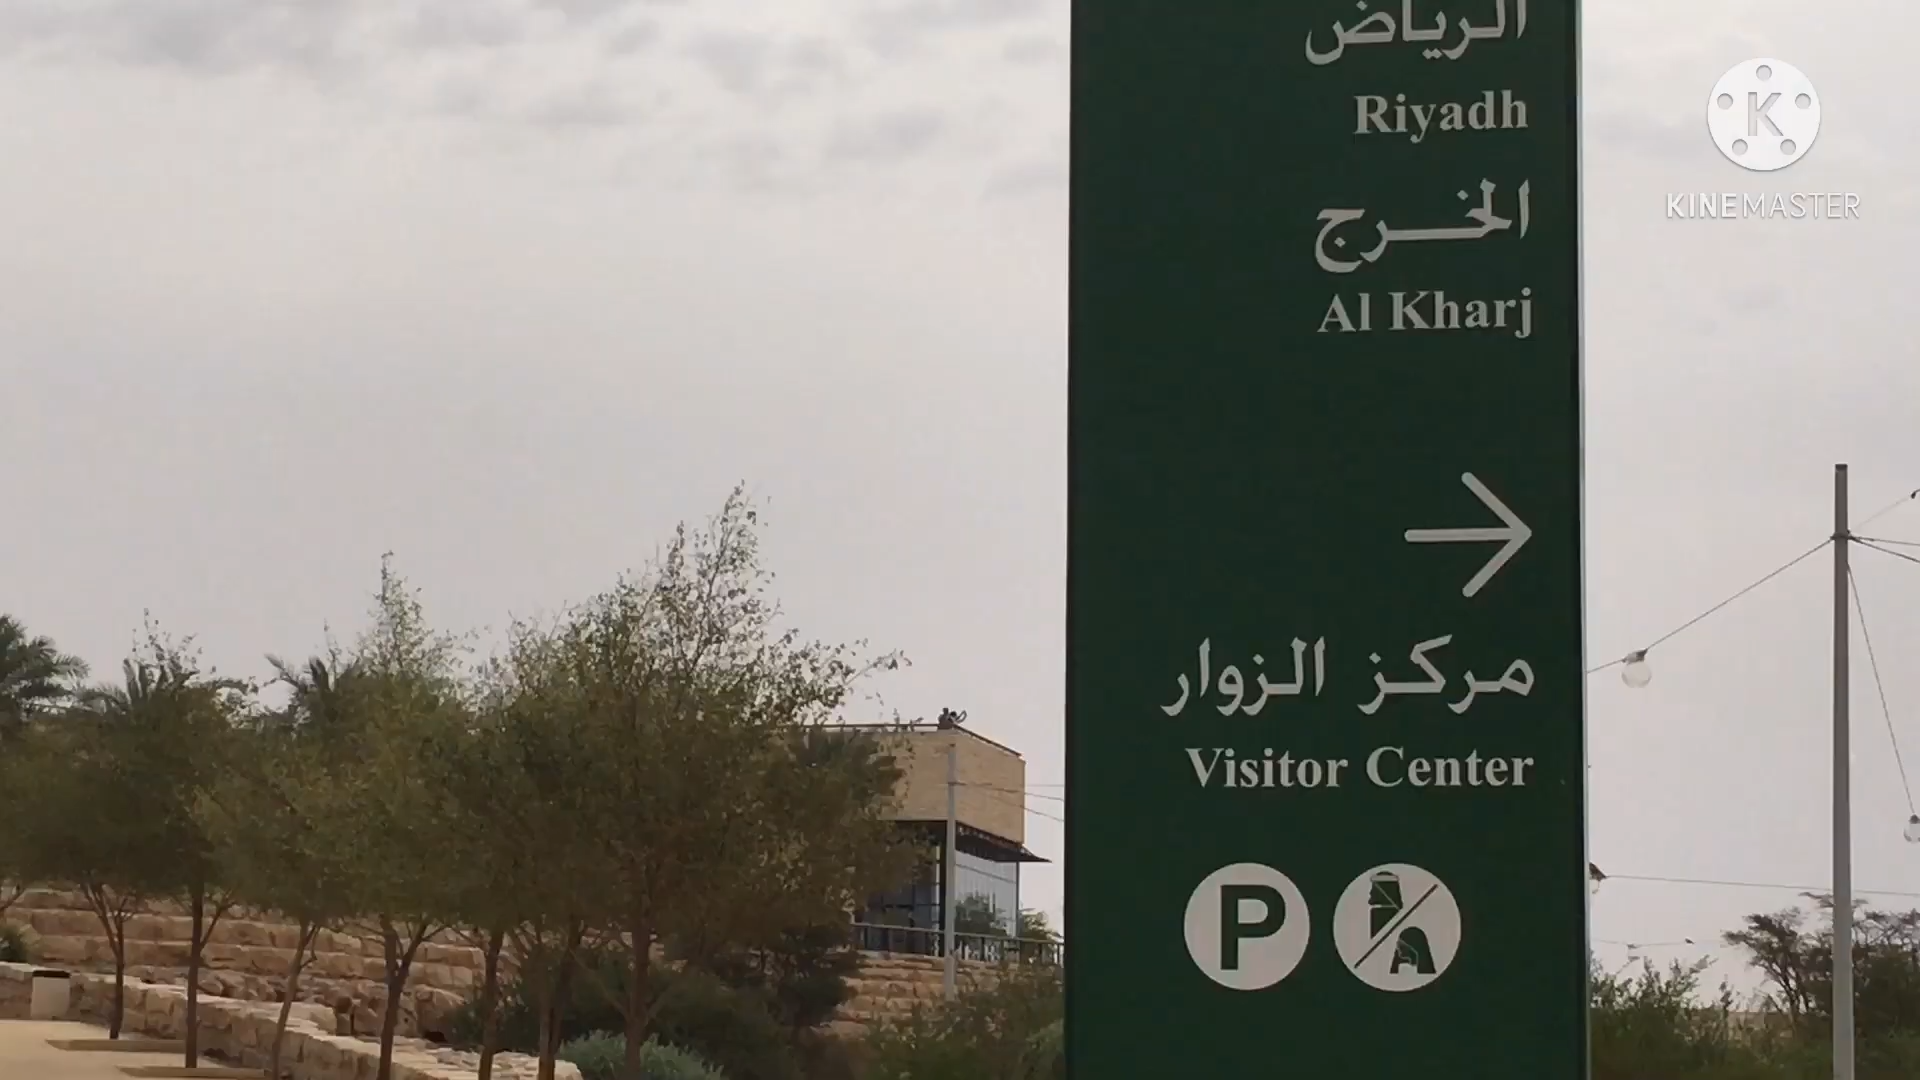 الرياض
Riyadh
الخرج
Al Kharj
مركز الزوار
Visitor Center
P
K
KINEMASTER